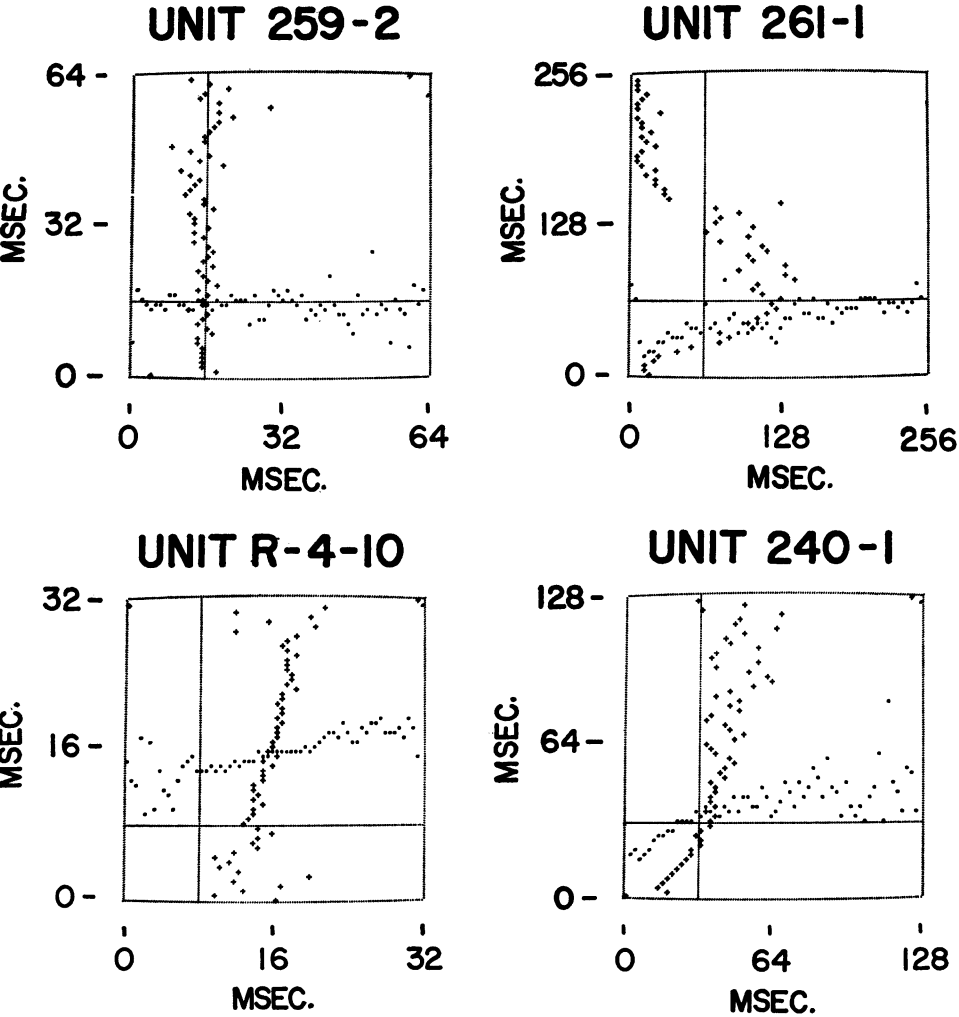 UNIT 259-2
64
32
0
MSEC.
0 32 64
MSEC.
UNIT 261-1
256
128
0
MSEC.
0 128 256
MSEC.
UNIT R-4-10
32
16
0
MSEC.
0 16 32
MSEC.
UNIT 240-1
128
64
0
MSEC.
0 64 128
MSEC.